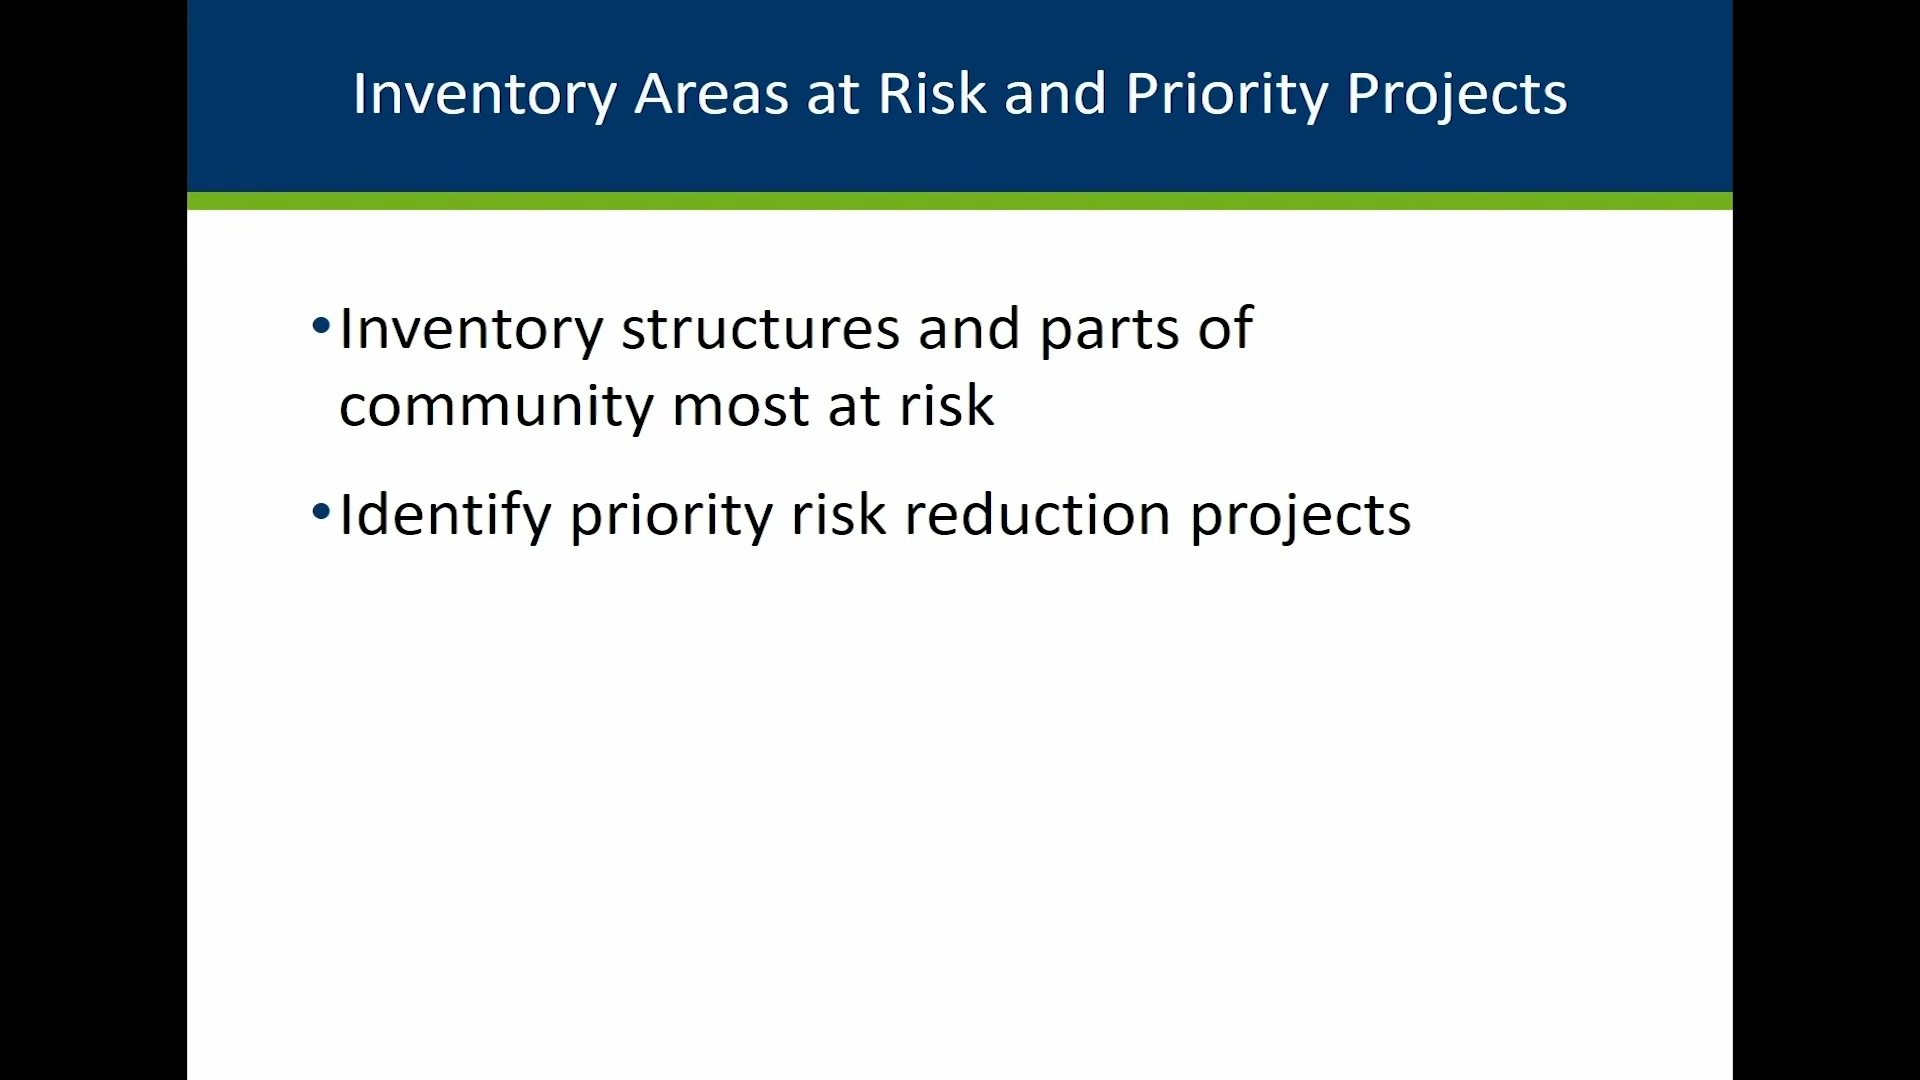 Inventory Areas at Risk and Priority Projects
•Inventory structures and parts of
community most at risk
•Identify priority risk reduction projects